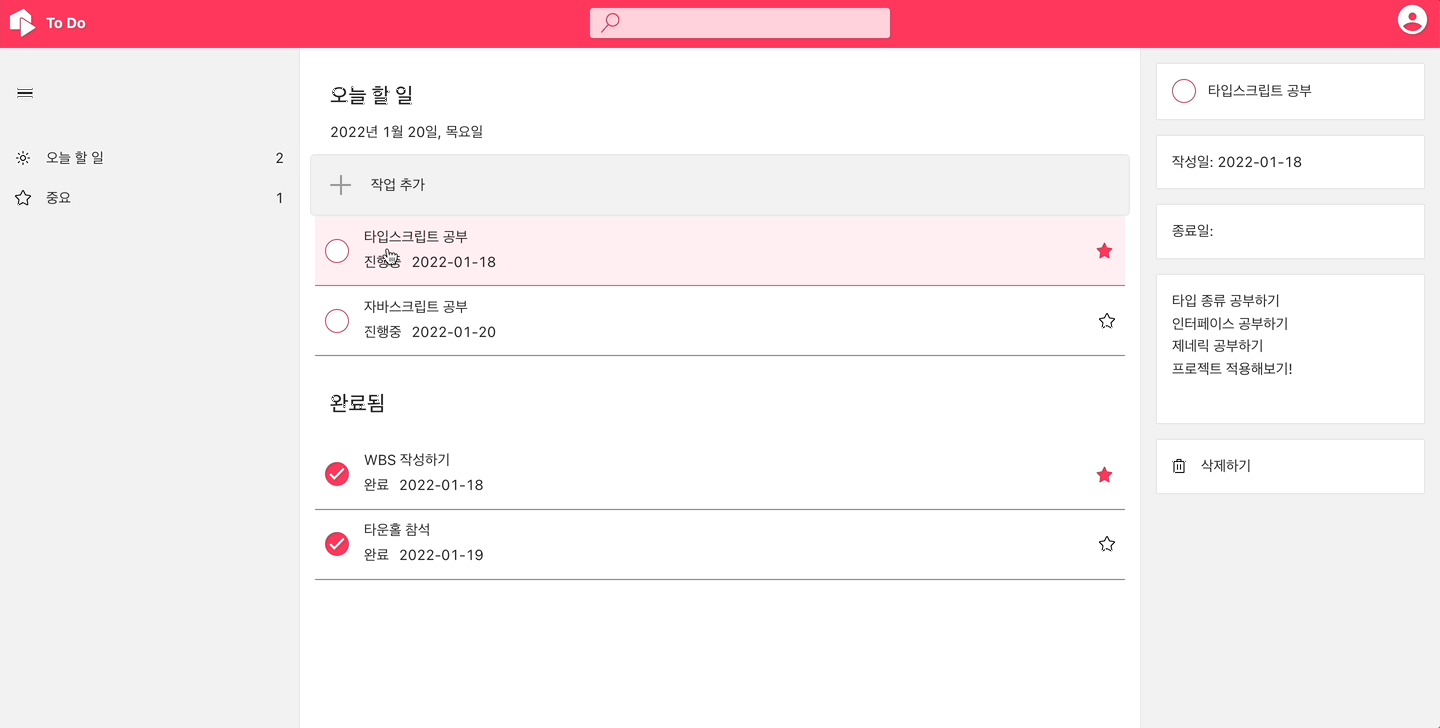 To Do
오늘 할 일 2
중요 1
오늘 할 일
2022년 1월 20일, 목요일
작업 추가
타입스크립트 공부
진행중 2022-01-18
자바스크립트 공부
진행중 2022-01-20
완료됨
WBS 작성하기
완료 2022-01-18
타운홀 참석
완료 2022-01-19
타입스크립트 공부
작성일: 2022-01-18
종료일:
타입 종류 공부하기
인터페이스 공부하기
제네릭 공부하기
프로젝트 적용해보기!
삭제하기